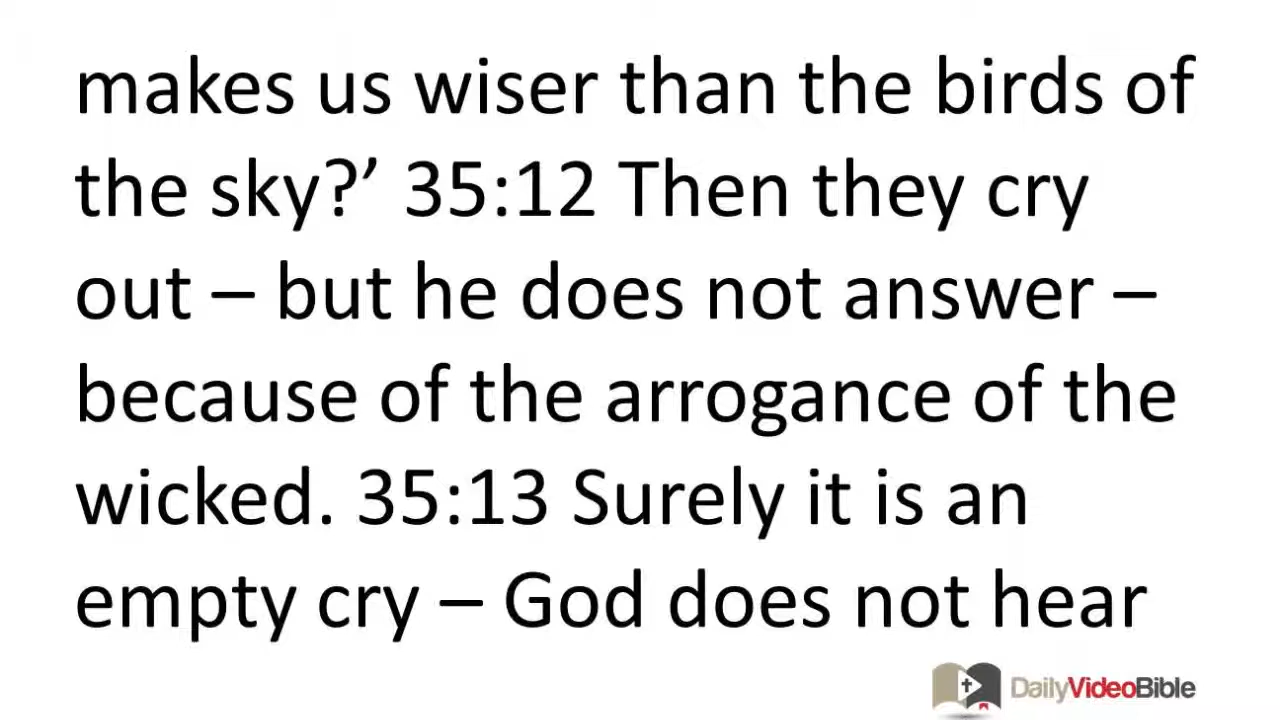 makes us wiser than the birds of
the sky?’ 35:12 Then they cry
out – but he does not answer –
because of the arrogance of the
wicked. 35:13 Surely it is an
empty cry – God does not hear
DailyVideoBible